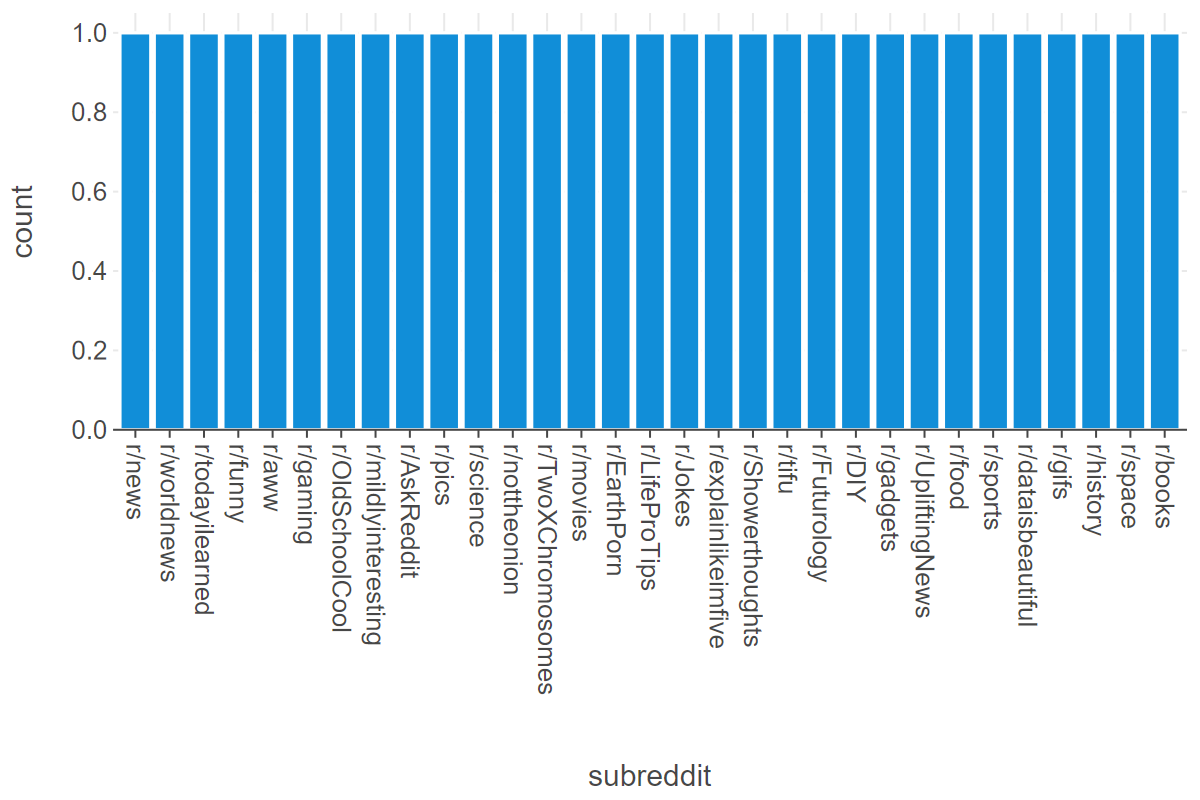 1.0
0.8
0.6
0.4
0.2
0.0
count
r/news
r/worldnews
r/todayilearned
r/funny
r/aww
r/gaming
r/OldSchoolCool
r/mildlyinteresting
r/AskReddit
r/pics
r/science
r/nottheonion
r/TwoXChromosomes
r/movies
r/EarthPorn
r/LifeProTips
r/Jokes
r/explainlikeimfive
r/Showerthoughts
r/tifu
r/Futurology
r/DIY
r/gadgets
r/UpliftingNews
r/food
r/sports
r/dataisbeautiful
r/gifs
r/history
r/space
r/books
subreddit